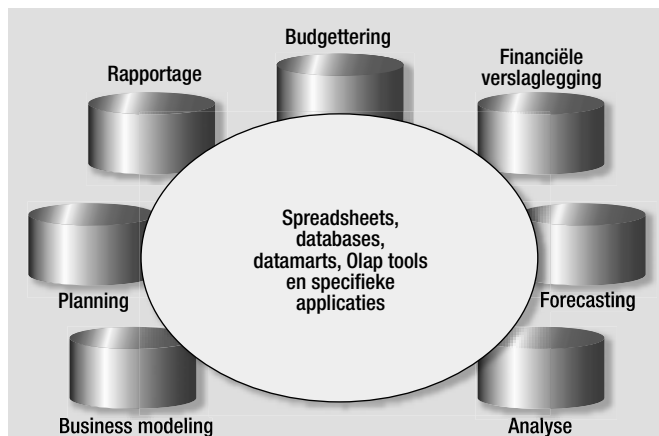 Budgettering
Rapportage
Financiële
verslaglegging
Spreadsheets,
databases,
datamarts, Olap tools
en specifieke
applicaties
Planning
Forecasting
Business modeling
Analyse